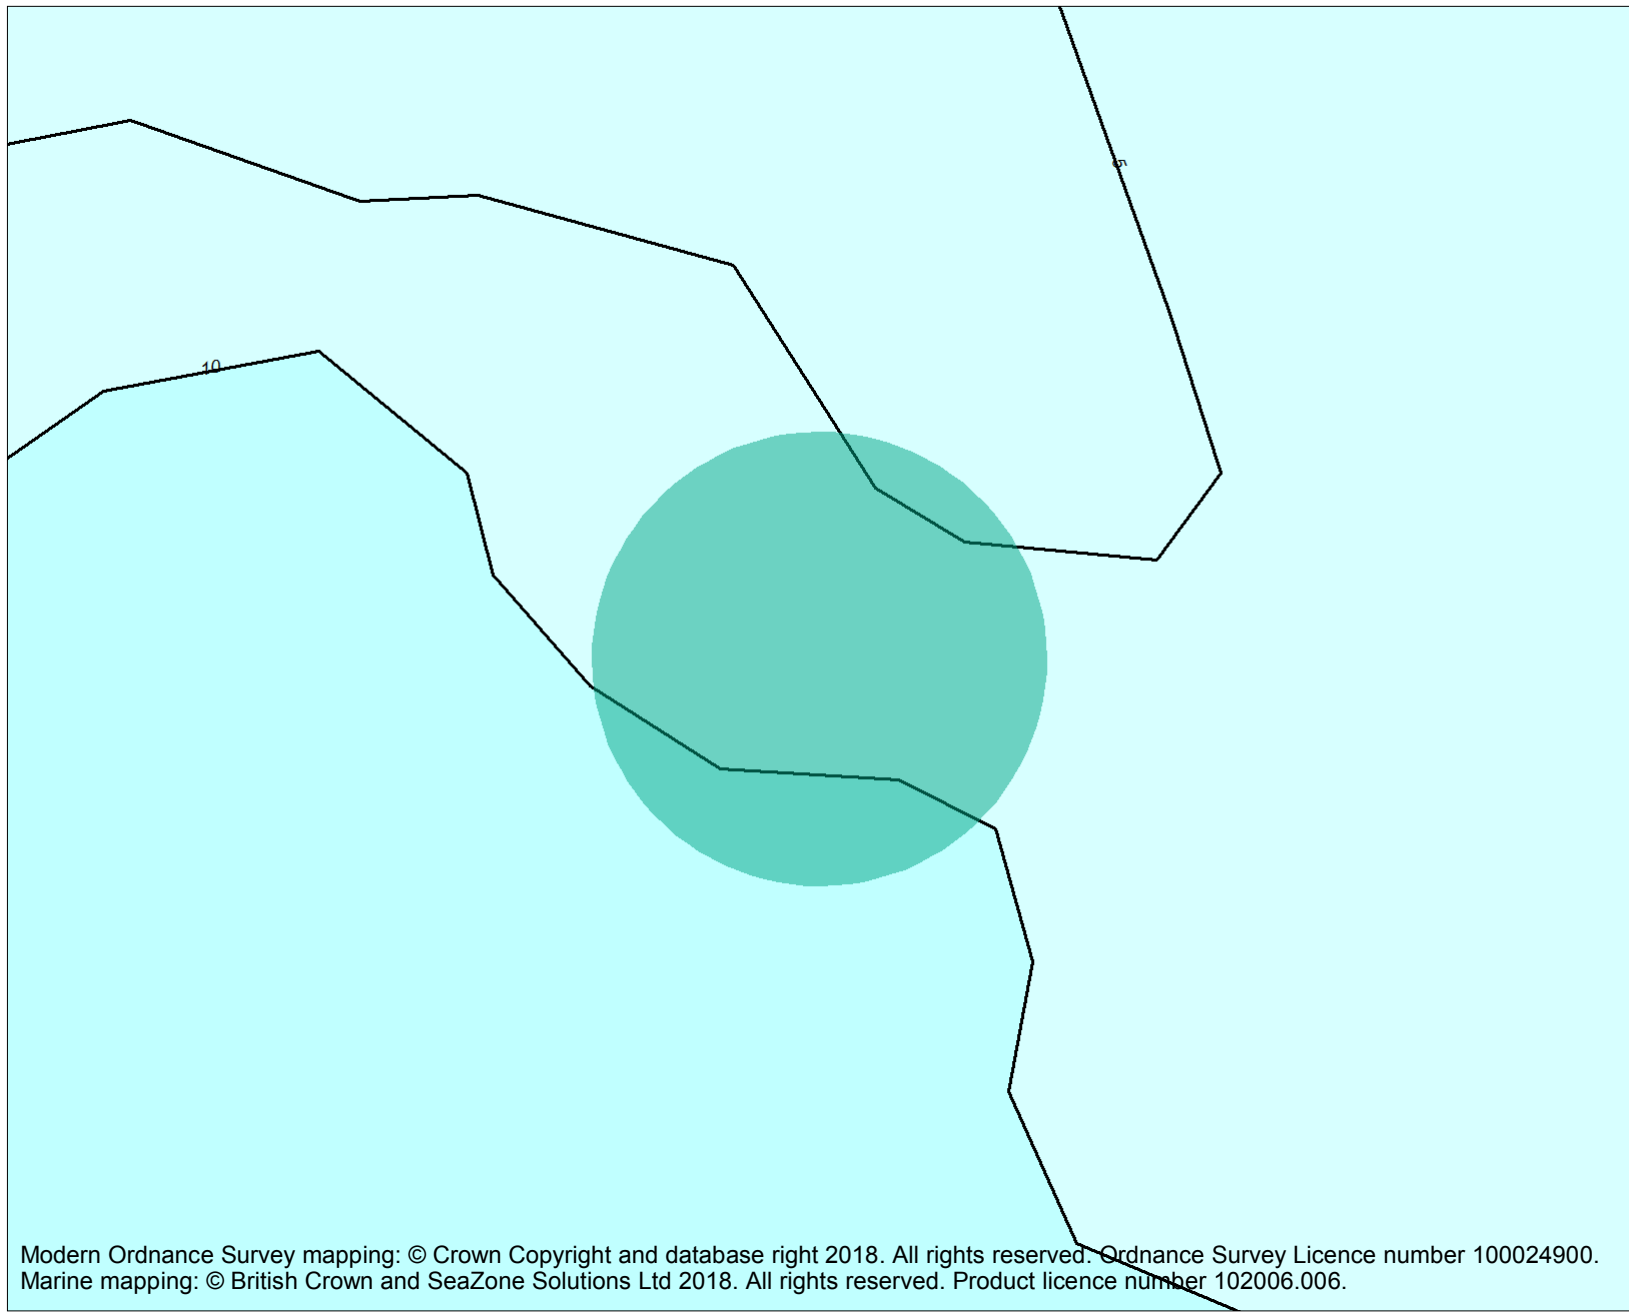 5
10
Modern Ordnance Survey mapping: © Crown Copyright and database right 2018. All rights reserved. Ordnance Survey Licence number 100024900.
Marine mapping: © British Crown and SeaZone Solutions Ltd 2018. All rights reserved. Product licence number 102006.006.